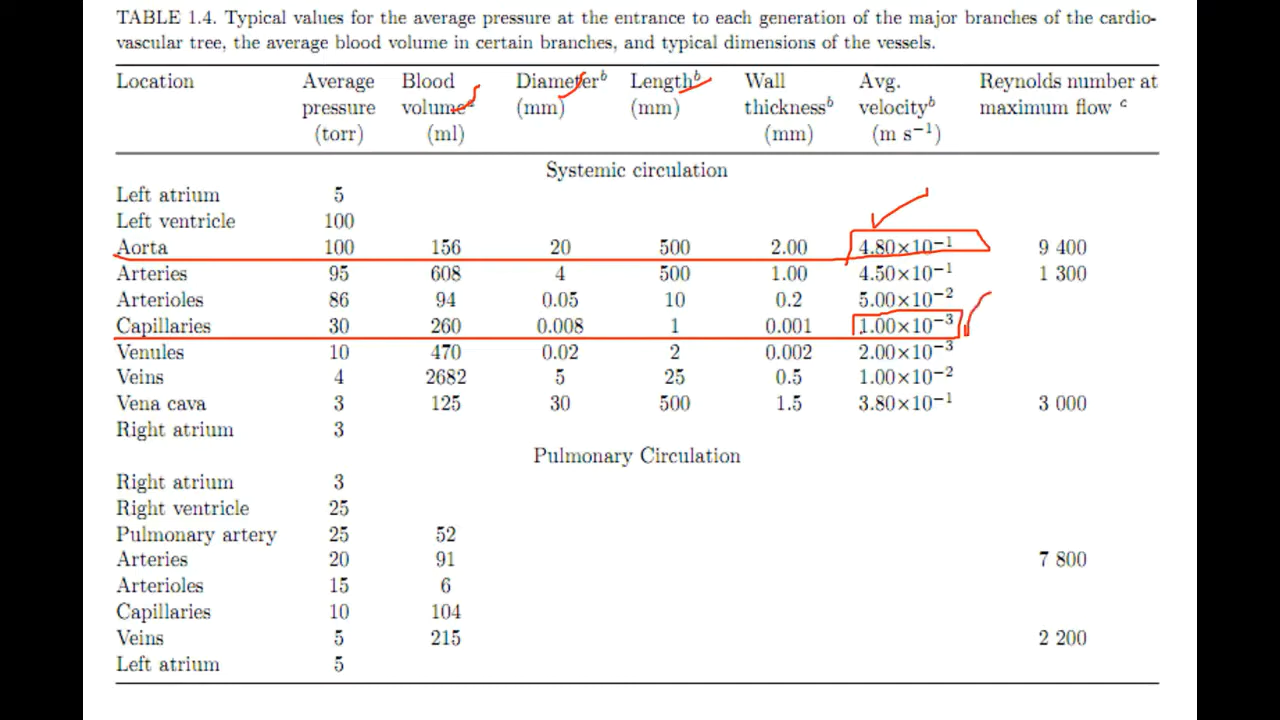 TABLE 1.4. Typical values for the average pressure at the entrance to each generation of the major branches of the cardio-
vascular tree, the average blood volume in certain branches, and typical dimensions of the vessels.
Location Average Blood Diameterᵇ Lengthᵇ Wall Avg. Reynolds number at
pressure volumeᵃ (mm) (mm) thicknessᵇ velocityᵇ maximum flow ᶜ
(torr) (ml) (mm) (m s⁻¹)
Systemic circulation
Left atrium 5
Left ventricle 100
Aorta 100 156 20 500 2.00 4.80×10⁻¹ 9 400
Arteries 95 608 4 500 1.00 4.50×10⁻¹ 1 300
Arterioles 86 94 0.05 10 0.2 5.00×10⁻²
Capillaries 30 260 0.008 1 0.001 1.00×10⁻³
Venules 10 470 0.02 2 0.002 2.00×10⁻³
Veins 4 2682 5 25 0.5 1.00×10⁻²
Vena cava 3 125 30 500 1.5 3.80×10⁻¹ 3 000
Right atrium 3
Pulmonary Circulation
Right atrium 3
Right ventricle 25
Pulmonary artery 25 52
Arteries 20 91 7 800
Arterioles 15 6
Capillaries 10 104
Veins 5 215 2 200
Left atrium 5